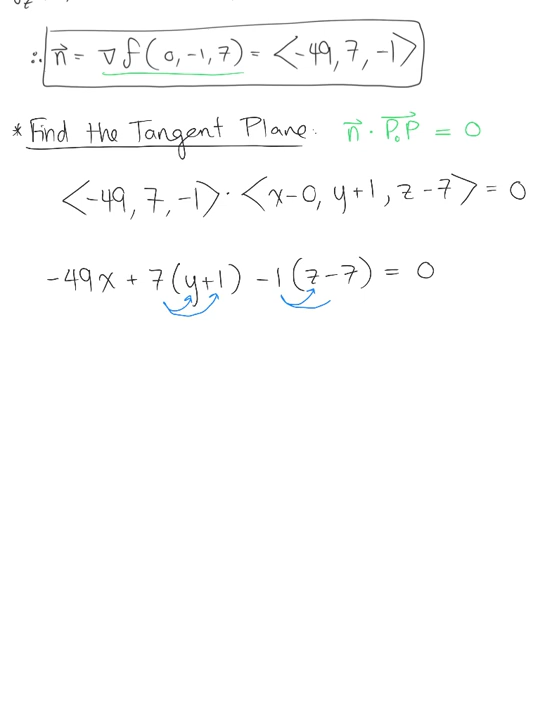 ∴ n⃗ = ∇f(0,-1,7) = <-49, 7, -1>
* Find the Tangent Plane: n⃗ · P₀P⃗ = 0
<-49, 7, -1> · <x-0, y+1, z-7> = 0
-49x + 7(y+1) -1(z-7) = 0